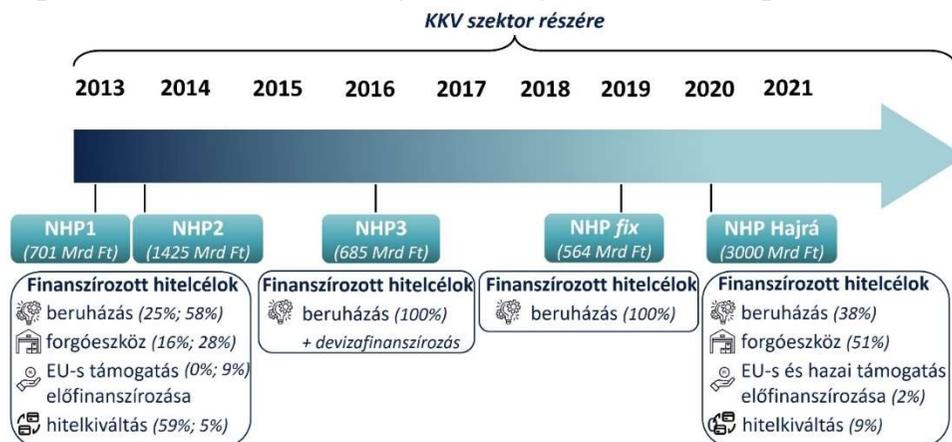 KKV szektor részére
2013 2014 2015 2016 2017 2018 2019 2020 2021
NHP1
(701 Mrd Ft)
NHP2
(1425 Mrd Ft)
NHP3
(685 Mrd Ft)
NHP fix
(564 Mrd Ft)
NHP Hajrá
(3000 Mrd Ft)
Finanszírozott hitelcélok
beruházás (25%; 58%)
forgóeszköz (16%; 28%)
EU-s támogatás (0%; 9%)
előfinanszírozása
hitelkiváltás (59%; 5%)
Finanszírozott hitelcélok
beruházás (100%)
+ devizafinanszírozás
Finanszírozott hitelcélok
beruházás (100%)
Finanszírozott hitelcélok
beruházás (38%)
forgóeszköz (51%)
EU-s és hazai támogatás
előfinanszírozása (2%)
hitelkiváltás (9%)